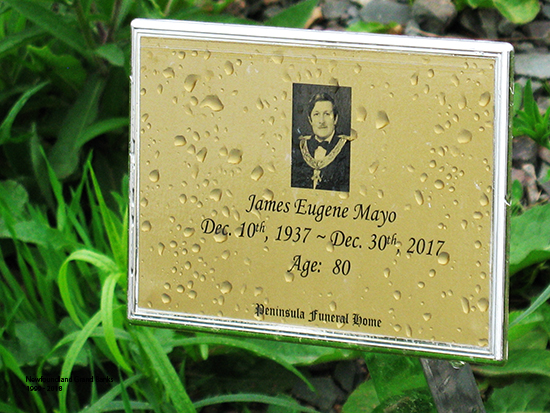 James Eugene Mayo
Dec. 10th, 1937 ~ Dec. 30th, 2017
Age: 80
Peninsula Funeral Home